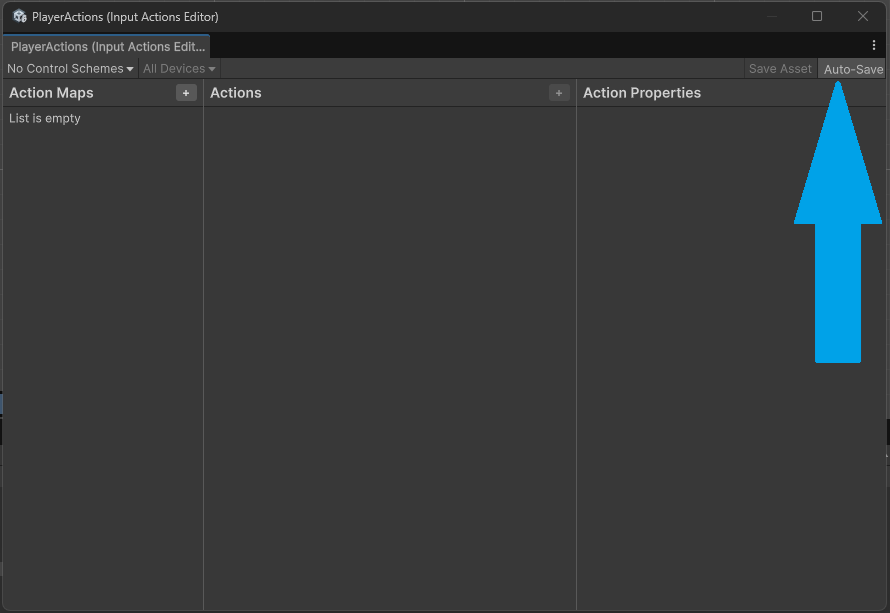 PlayerActions (Input Actions Editor)
PlayerActions (Input Actions Edit...
No Control Schemes All Devices Save Asset Auto-Save
Action Maps + Actions + Action Properties
List is empty